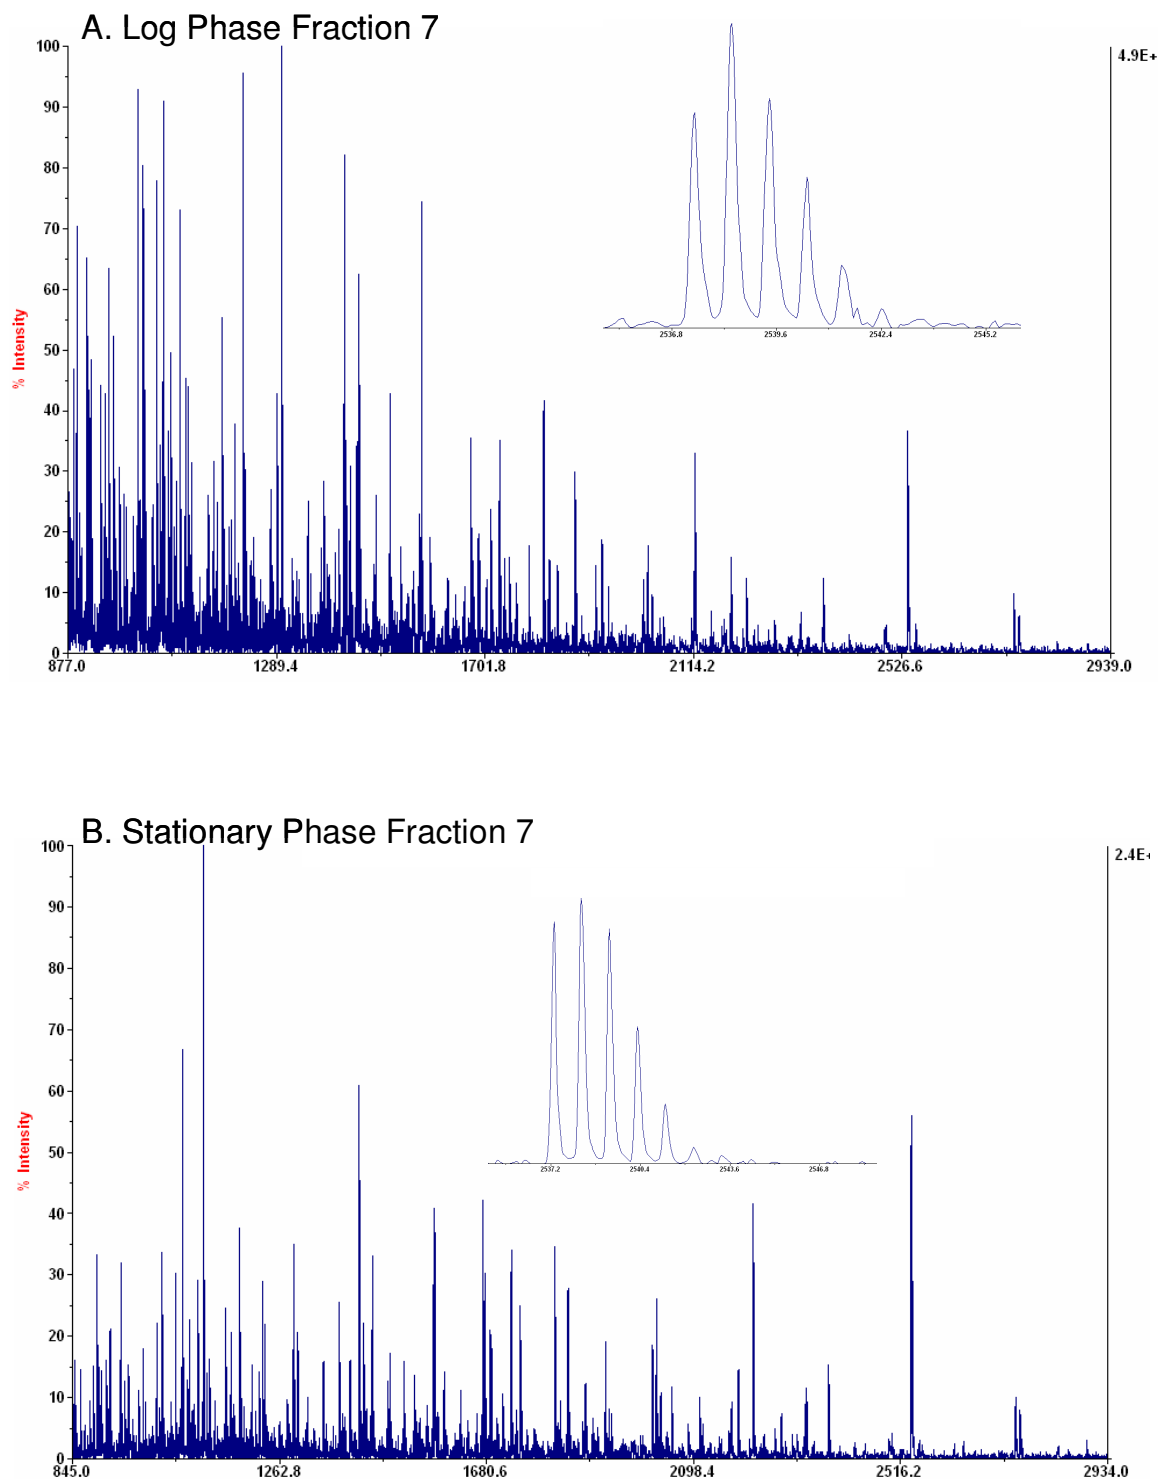 A. Log Phase Fraction 7
100
4.9E+
90
80
70
60
50
40
30
20
10
0
% Intensity
2536.8 2539.6 2542.4 2545.2
877.0 1289.4 1701.8 2114.2 2526.6 2939.0
B. Stationary Phase Fraction 7
100
2.4E+
90
80
70
60
50
40
30
20
10
0
% Intensity
2537.2 2540.4 2543.6 2546.8
845.0 1262.8 1680.6 2098.4 2516.2 2934.0